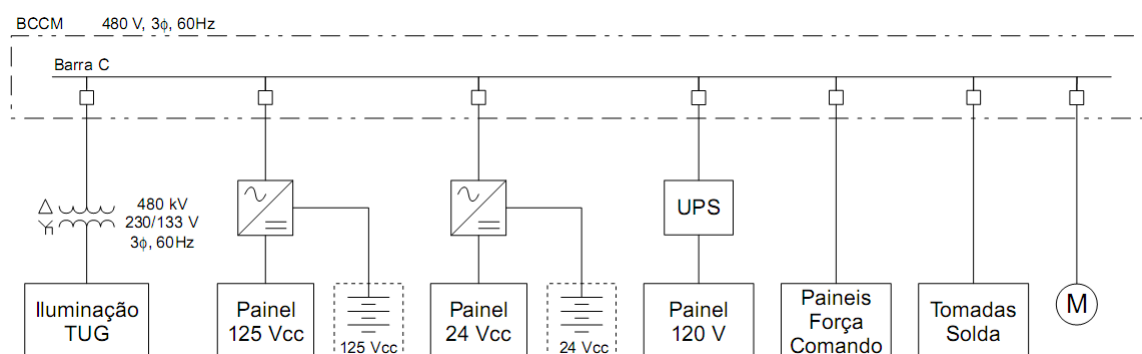 BCCM 480 V, 3ϕ, 60Hz
Barra C
480 kV
230/133 V
3ϕ, 60Hz
UPS
Iluminação
TUG
Painel
125 Vcc
125 Vcc
Painel
24 Vcc
24 Vcc
Painel
120 V
Paineis
Força
Comando
Tomadas
Solda
M